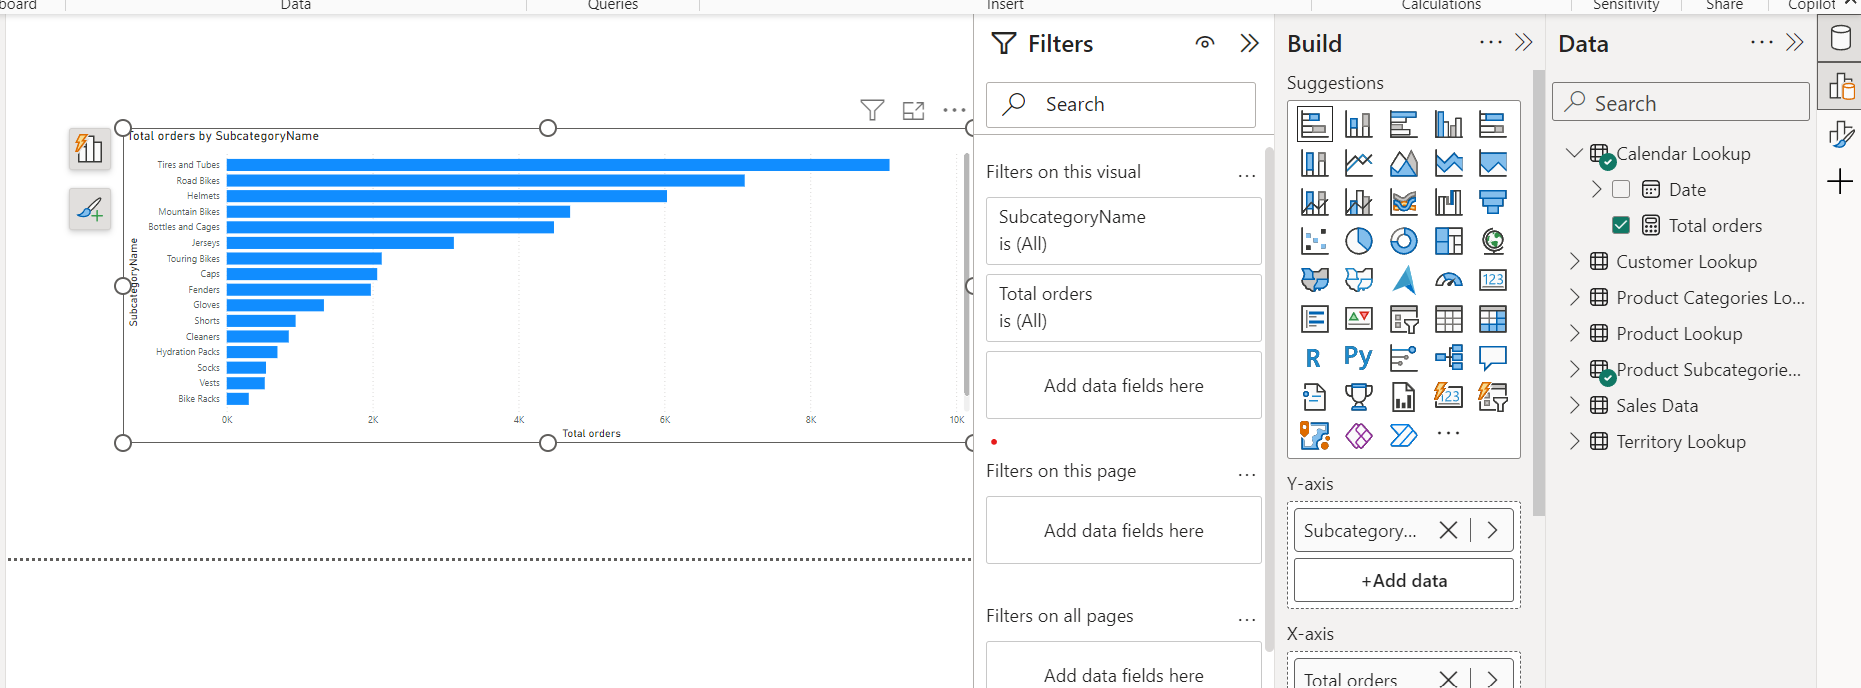 board
Data
Queries
Insert
Calculations
Sensitivity
Share
Copilot
Total orders by SubcategoryName
SubcategoryName
Tires and Tubes
Road Bikes
Helmets
Mountain Bikes
Bottles and Cages
Jerseys
Touring Bikes
Caps
Fenders
Gloves
Shorts
Cleaners
Hydration Packs
Socks
Vests
Bike Racks
0K 2K 4K 6K 8K 10K
Total orders
Filters
Search
Filters on this visual
...
SubcategoryName
is (All)
Total orders
is (All)
Add data fields here
Filters on this page
...
Add data fields here
Filters on all pages
...
Add data fields here
Build
...
Suggestions
123
R
Py
123
...
Y-axis
Subcategory...
+Add data
X-axis
Total orders
Data
...
Search
Calendar Lookup
Date
Total orders
Customer Lookup
Product Categories Lo...
Product Lookup
Product Subcategorie...
Sales Data
Territory Lookup